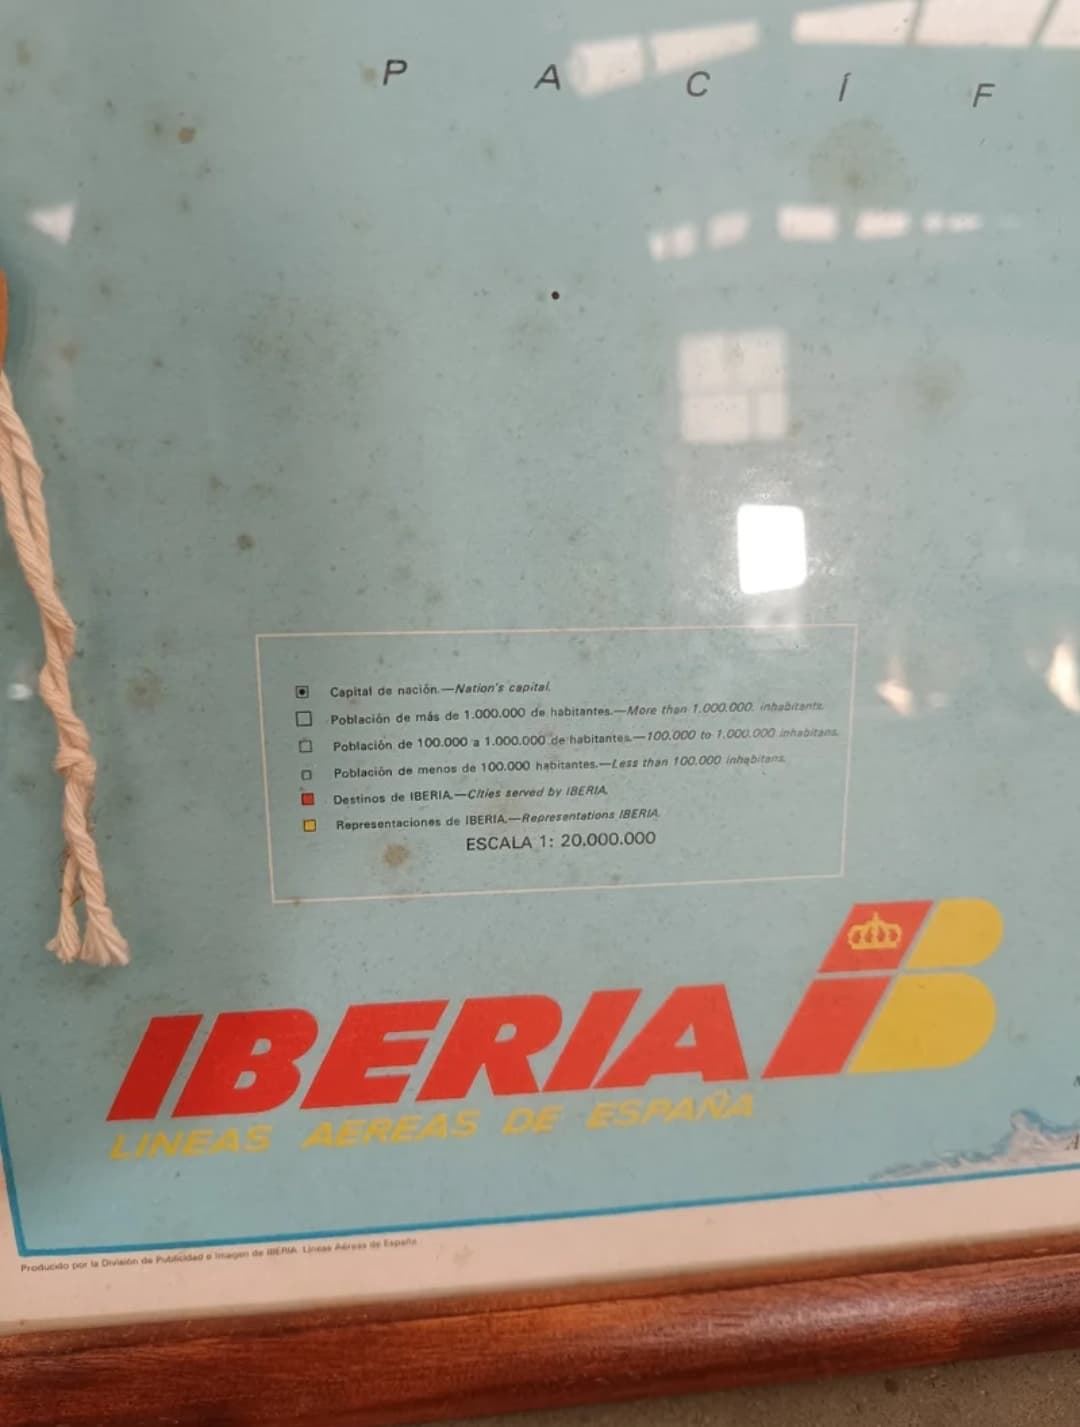 P A C Í F
Capital de nación.—Nation's capital.
Población de más de 1.000.000 de habitantes.—More than 1.000.000. inhabitants.
Población de 100.000 a 1.000.000 de habitantes.—100.000 to 1.000.000 inhabitans.
Población de menos de 100.000 habitantes.—Less than 100.000 inhabitans.
Destinos de IBERIA.—Cities served by IBERIA.
Representaciones de IBERIA.—Representations IBERIA.
ESCALA 1: 20.000.000
IBERIA IB
LINEAS AEREAS DE ESPAÑA
Producido por la División de Publicidad e Imagen de IBERIA Líneas Aéreas de España